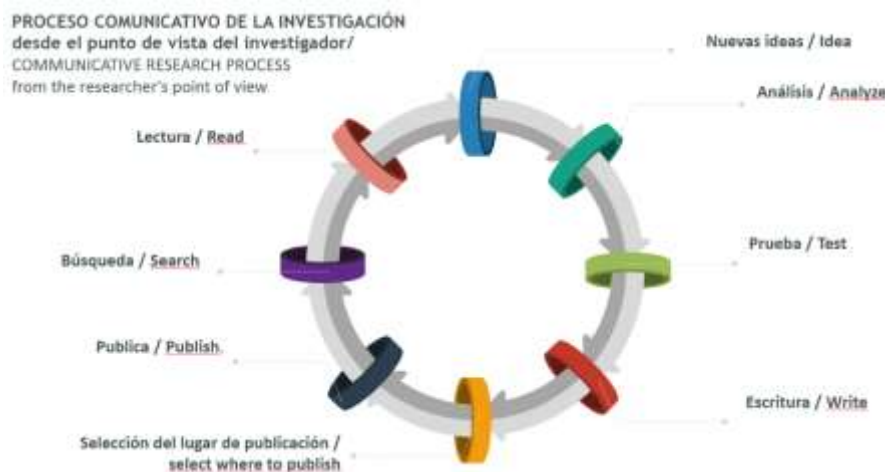 PROCESO COMUNICATIVO DE LA INVESTIGACIÓN
desde el punto de vista del investigador/
COMMUNICATIVE RESEARCH PROCESS
from the researcher's point of view
Nuevas ideas / Idea
Análisis / Analyze
Lectura / Read
Prueba / Test
Búsqueda / Search
Publica / Publish.
Escritura / Write
Selección del lugar de publicación /
select where to publish